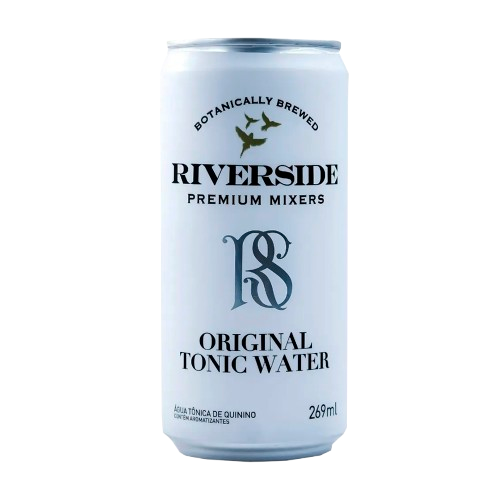 BOTANICALLY BREWED
RIVERSIDE
PREMIUM MIXERS
RS
ORIGINAL
TONIC WATER
ÁGUA TÔNICA DE QUININO
CONTÉM AROMATIZANTES
269ml